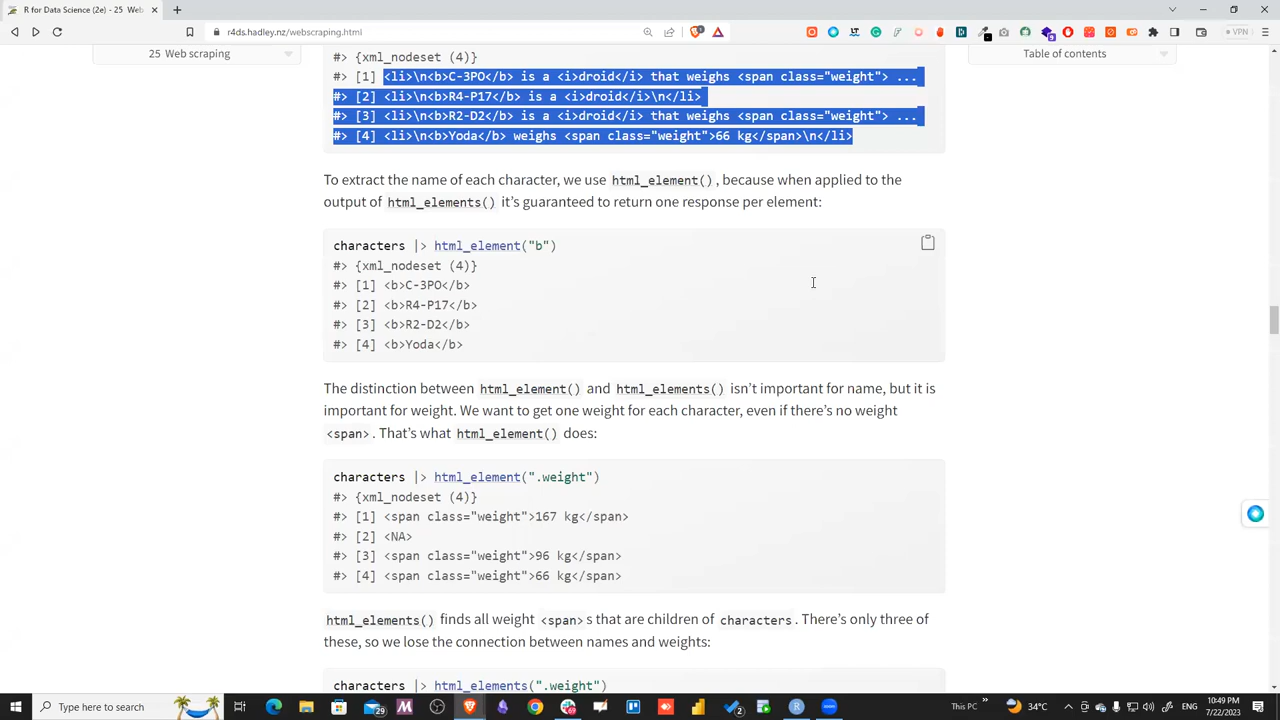 R for Data Science (2e) - 25 Web
r4ds.hadley.nz/webscraping.html
VPN
25 Web scraping
Table of contents
#> {xml_nodeset (4)}
#> [1] <li>\n<b>C-3PO</b> is a <i>droid</i> that weighs <span class="weight"> ...
#> [2] <li>\n<b>R4-P17</b> is a <i>droid</i>\n</li>
#> [3] <li>\n<b>R2-D2</b> is a <i>droid</i> that weighs <span class="weight"> ...
#> [4] <li>\n<b>Yoda</b> weighs <span class="weight">66 kg</span>\n</li>
To extract the name of each character, we use html_element(), because when applied to the
output of html_elements() it’s guaranteed to return one response per element:
characters |> html_element("b")
#> {xml_nodeset (4)}
#> [1] <b>C-3PO</b>
#> [2] <b>R4-P17</b>
#> [3] <b>R2-D2</b>
#> [4] <b>Yoda</b>
The distinction between html_element() and html_elements() isn’t important for name, but it is
important for weight. We want to get one weight for each character, even if there’s no weight
<span>. That’s what html_element() does:
characters |> html_element(".weight")
#> {xml_nodeset (4)}
#> [1] <span class="weight">167 kg</span>
#> [2] <NA>
#> [3] <span class="weight">96 kg</span>
#> [4] <span class="weight">66 kg</span>
html_elements() finds all weight <span>s that are children of characters. There’s only three of
these, so we lose the connection between names and weights:
characters |> html_elements(".weight")
Type here to search
29
2
This PC
34°C
ENG
10:49 PM
7/22/2023